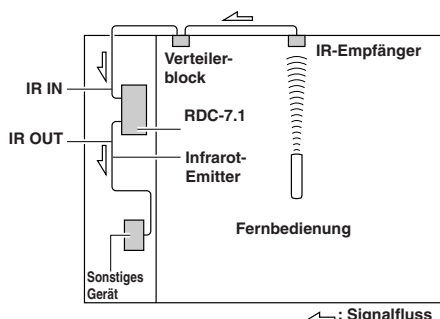 Verteiler-
block
IR-Empfänger
IR IN
RDC-7.1
IR OUT
Infrarot-
Emitter
Fernbedienung
Sonstiges
Gerät
: Signalfluss